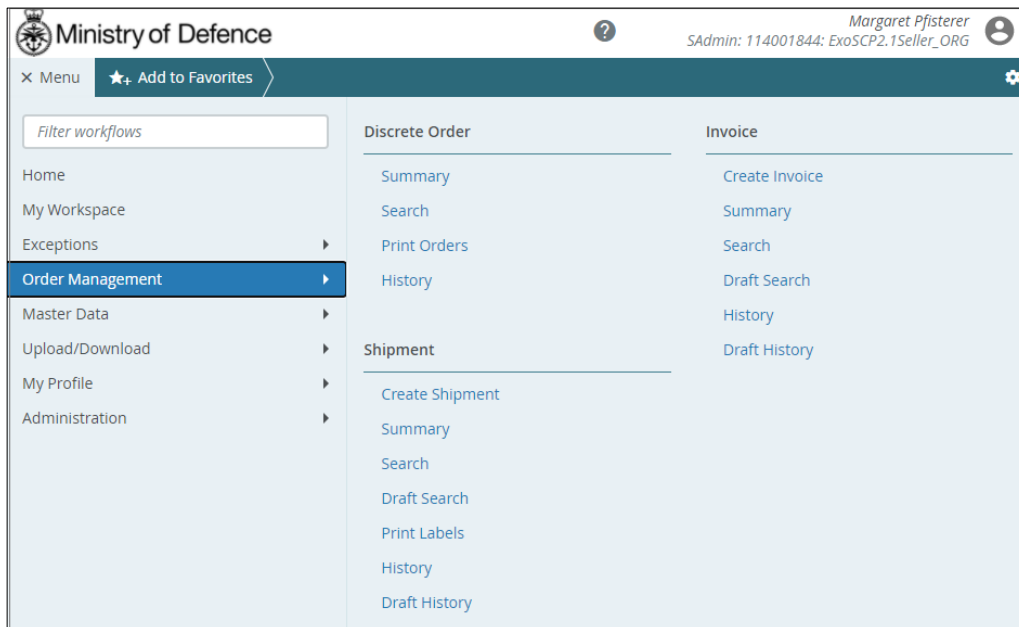 Ministry of Defence
?
Margaret Pfisterer
SAdmin: 114001844: ExoSCP2.1Seller_ORG
× Menu
Add to Favorites
Filter workflows
Home
My Workspace
Exceptions
Order Management
Master Data
Upload/Download
My Profile
Administration
Discrete Order
Summary
Search
Print Orders
History
Shipment
Create Shipment
Summary
Search
Draft Search
Print Labels
History
Draft History
Invoice
Create Invoice
Summary
Search
Draft Search
History
Draft History